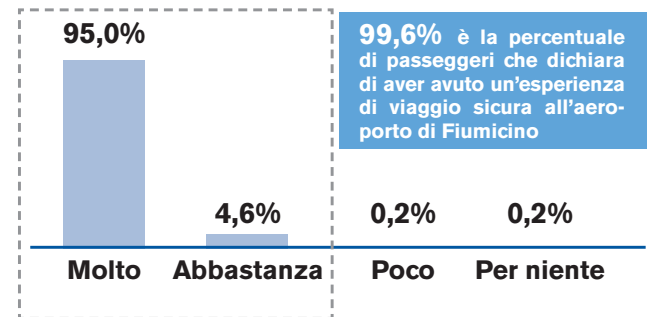 95,0%
99,6% è la percentuale
di passeggeri che dichiara
di aver avuto un’esperienza
di viaggio sicura all’aero-
porto di Fiumicino
4,6%
0,2%
0,2%
Molto
Abbastanza
Poco
Per niente